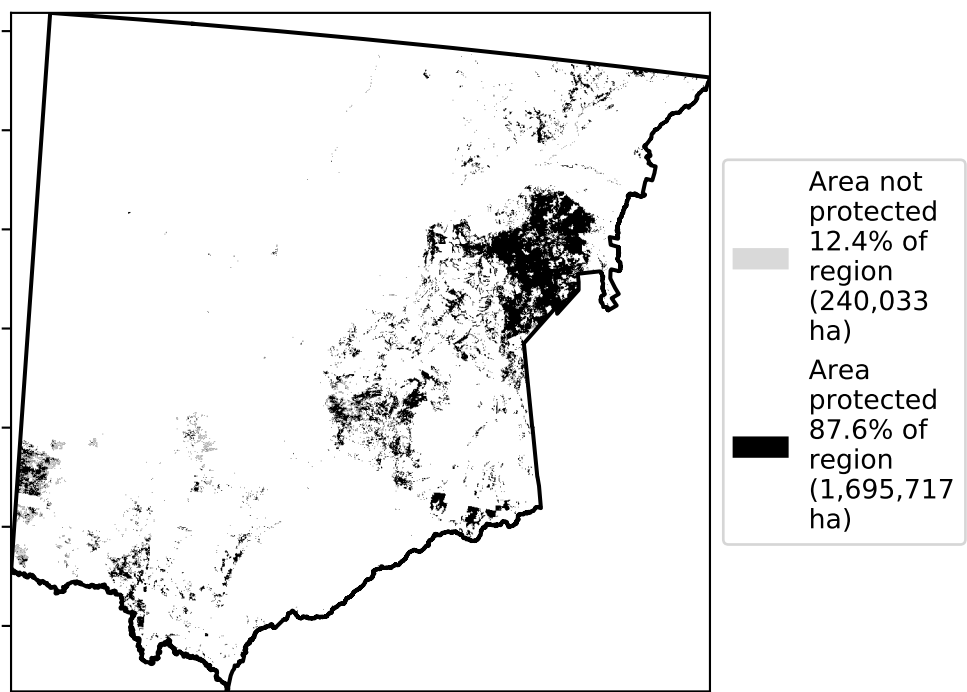 Area not
protected
12.4% of
region
(240,033
ha)
Area
protected
87.6% of
region
(1,695,717
ha)